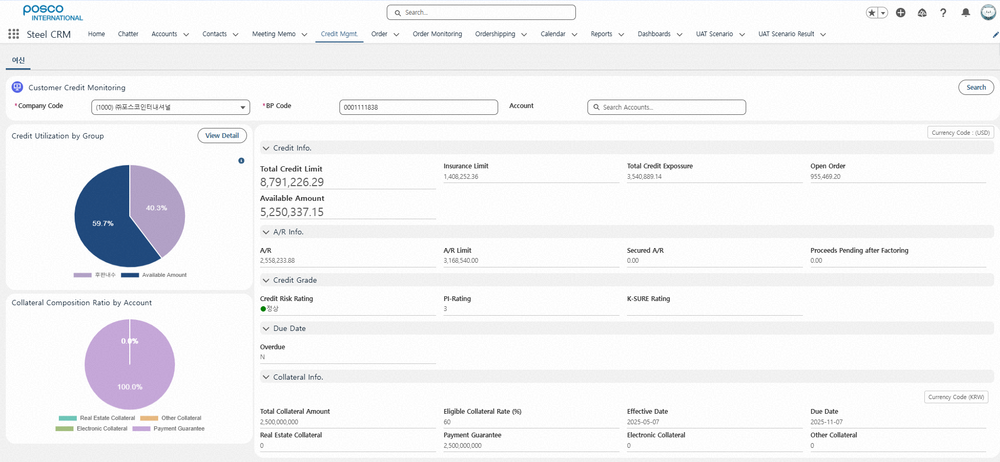 posco
INTERNATIONAL
Search...
Steel CRM
Home
Chatter
Accounts
Contacts
Meeting Memo
Credit Mgmt.
Order
Order Monitoring
Ordershipping
Calendar
Reports
Dashboards
UAT Scenario
UAT Scenario Result
여신
Customer Credit Monitoring
Search
*Company Code
(1000) ㈜포스코인터내셔널
*BP Code
0001111838
Account
Search Accounts...
Credit Utilization by Group
View Detail
40.3%
59.7%
후판내수
Available Amount
Collateral Composition Ratio by Account
0.0%
100.0%
Real Estate Collateral
Other Collateral
Electronic Collateral
Payment Guarantee
Currency Code : (USD)
Credit Info.
Total Credit Limit
8,791,226.29
Insurance Limit
1,408,252.36
Total Credit Expossure
3,540,889.14
Open Order
955,469.20
Available Amount
5,250,337.15
A/R Info.
A/R
2,558,233.88
A/R Limit
3,168,540.00
Secured A/R
0.00
Proceeds Pending after Factoring
0.00
Credit Grade
Credit Risk Rating
정상
PI-Rating
3
K-SURE Rating
Due Date
Overdue
N
Collateral Info.
Currency Code (KRW)
Total Collateral Amount
2,500,000,000
Eligible Collateral Rate (%)
60
Effective Date
2025-05-07
Due Date
2025-11-07
Real Estate Collateral
0
Payment Guarantee
2,500,000,000
Electronic Collateral
0
Other Collateral
0